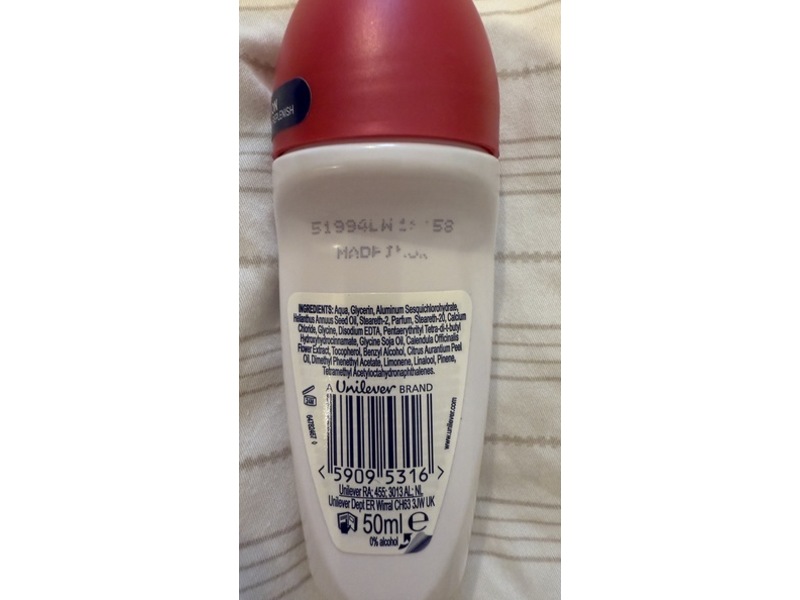 REPLENISH
51994LW 58
MADE
INGREDIENTS: Aqua, Glycerin, Aluminum Sesquichlorohydrate,
Helianthus Annuus Seed Oil, Steareth-2, Parfum, Steareth-20, Calcium
Chloride, Glycine, Disodium EDTA, Pentaerythrityl Tetra-di-t-butyl
Hydroxyhydrocinnamate, Glycine Soja Oil, Calendula Officinalis
Flower Extract, Tocopherol, Benzyl Alcohol, Citrus Aurantium Peel
Oil, Dimethyl Phenethyl Acetate, Limonene, Linalool, Pinene,
Tetramethyl Acetyloctahydronaphthalenes.
A Unilever BRAND
www.unilever.com
<5909 5316>
Unilever RA: 455; 3013 AL; NL
Unilever Dept ER Wirral CH63 3JW UK
50ml e
0% alcohol